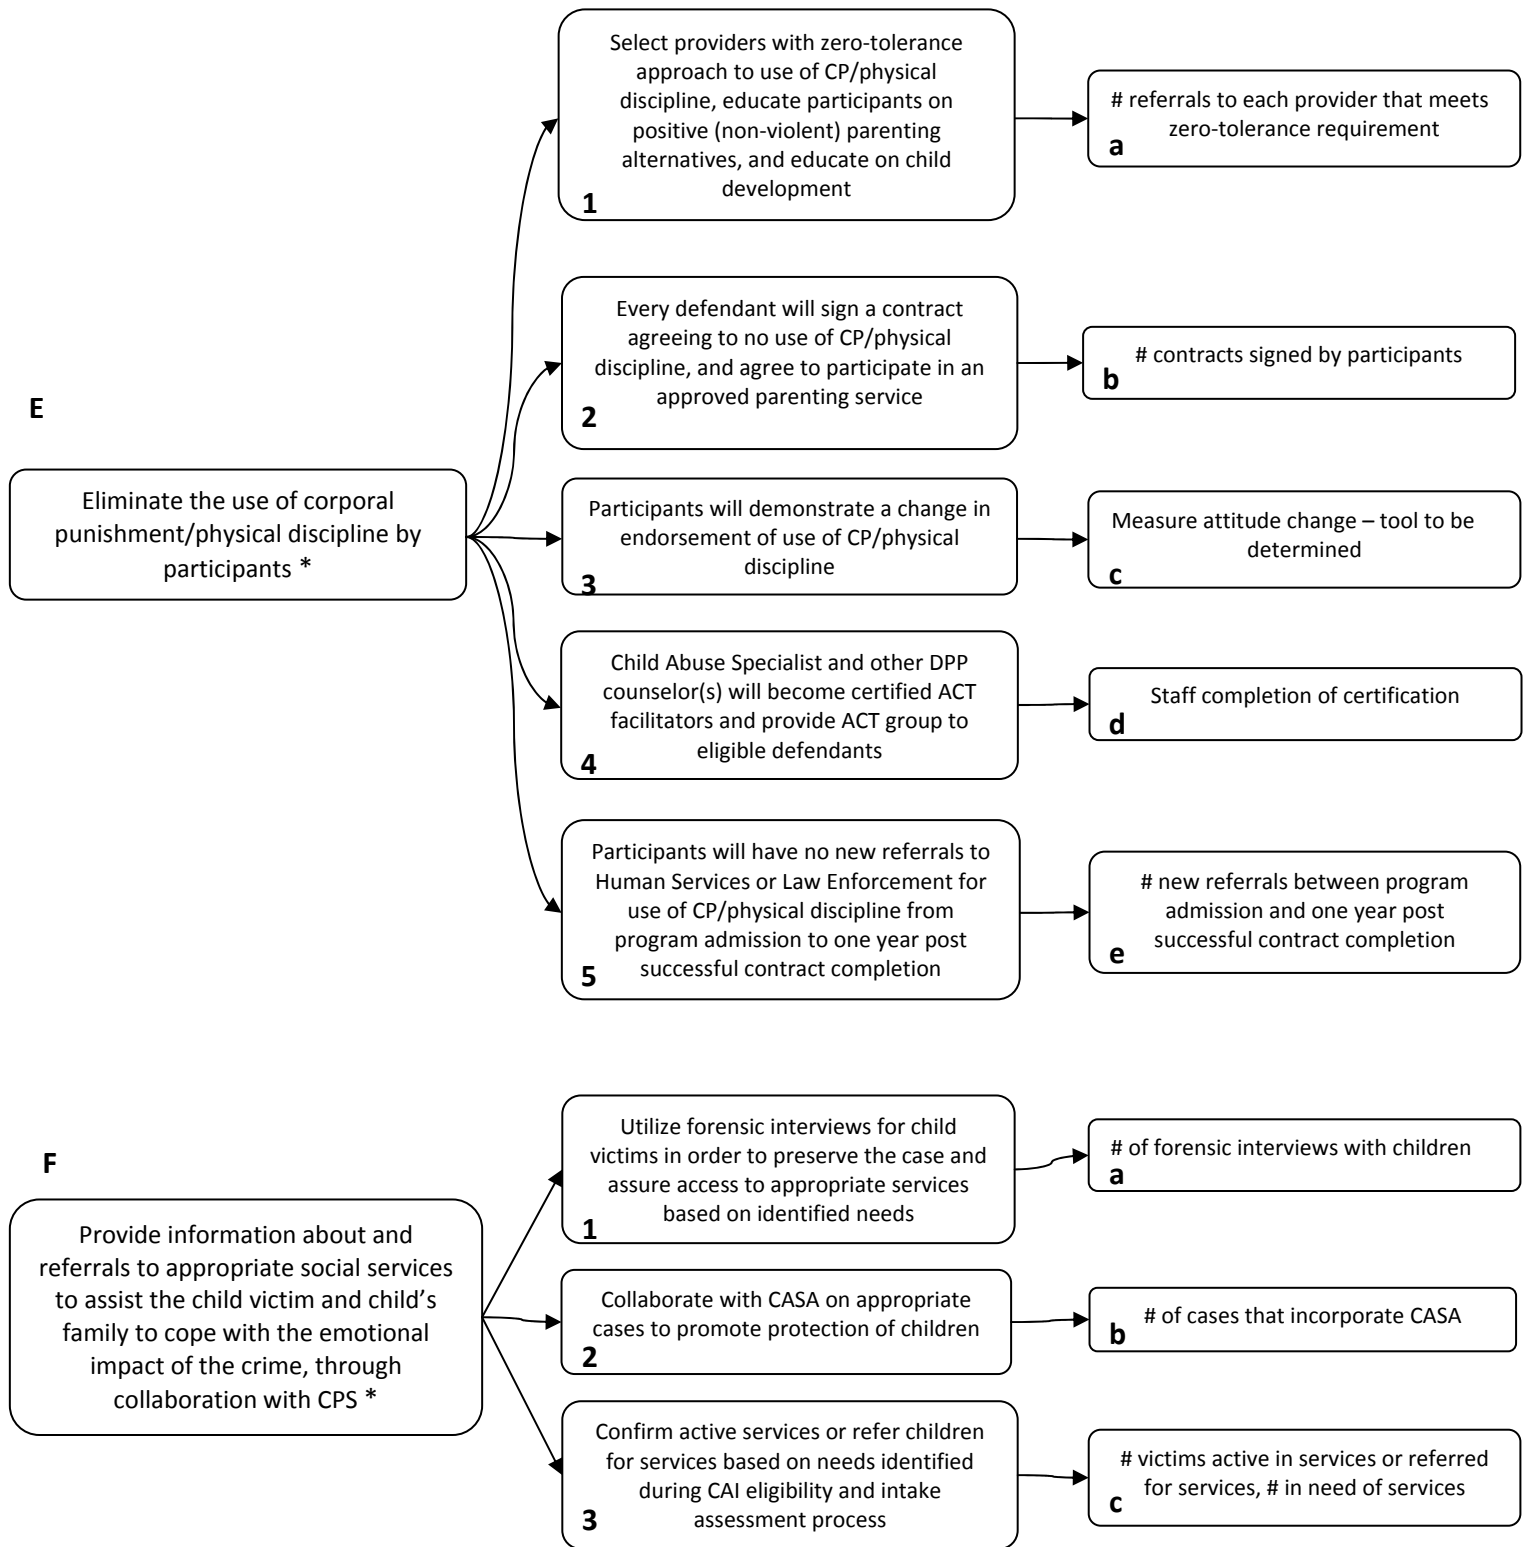 E
Eliminate the use of corporal
punishment/physical discipline by
participants *
Select providers with zero-tolerance
approach to use of CP/physical
discipline, educate participants on
positive (non-violent) parenting
alternatives, and educate on child
development
1
# referrals to each provider that meets
zero-tolerance requirement
a
Every defendant will sign a contract
agreeing to no use of CP/physical
discipline, and agree to participate in an
approved parenting service
2
# contracts signed by participants
b
Participants will demonstrate a change in
endorsement of use of CP/physical
discipline
3
Measure attitude change – tool to be
determined
c
Child Abuse Specialist and other DPP
counselor(s) will become certified ACT
facilitators and provide ACT group to
eligible defendants
4
Staff completion of certification
d
Participants will have no new referrals to
Human Services or Law Enforcement for
use of CP/physical discipline from
program admission to one year post
successful contract completion
5
# new referrals between program
admission and one year post
successful contract completion
e
F
Provide information about and
referrals to appropriate social services
to assist the child victim and child’s
family to cope with the emotional
impact of the crime, through
collaboration with CPS *
Utilize forensic interviews for child
victims in order to preserve the case and
assure access to appropriate services
based on identified needs
1
# of forensic interviews with children
a
Collaborate with CASA on appropriate
cases to promote protection of children
2
# of cases that incorporate CASA
b
Confirm active services or refer children
for services based on needs identified
during CAI eligibility and intake
assessment process
3
# victims active in services or referred
for services, # in need of services
c